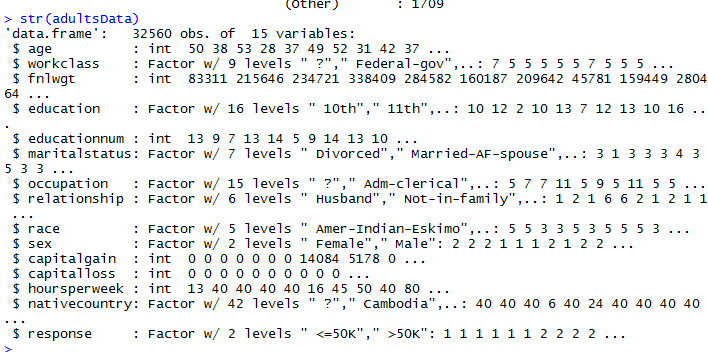 (Other)         : 1709
> str(adultsData)
'data.frame':   32560 obs. of  15 variables:
 $ age          : int  50 38 53 28 37 49 52 31 42 37 ...
 $ workclass    : Factor w/ 9 levels " ?"," Federal-gov",..: 7 5 5 5 5 5 7 5 5 5 ...
 $ fnlwgt       : int  83311 215646 234721 338409 284582 160187 209642 45781 159449 2804
64 ...
 $ education    : Factor w/ 16 levels " 10th"," 11th",..: 10 12 2 10 13 7 12 13 10 16 ..
.
 $ educationnum : int  13 9 7 13 14 5 9 14 13 10 ...
 $ maritalstatus: Factor w/ 7 levels " Divorced"," Married-AF-spouse",..: 3 1 3 3 3 4 3
5 3 3 ...
 $ occupation   : Factor w/ 15 levels " ?"," Adm-clerical",..: 5 7 7 11 5 9 5 11 5 5 ...
 $ relationship : Factor w/ 6 levels " Husband"," Not-in-family",..: 1 2 1 6 6 2 1 2 1 1
 ...
 $ race         : Factor w/ 5 levels " Amer-Indian-Eskimo",..: 5 5 3 3 5 3 5 5 5 3 ...
 $ sex          : Factor w/ 2 levels " Female"," Male": 2 2 2 1 1 1 2 1 2 2 ...
 $ capitalgain  : int  0 0 0 0 0 0 0 14084 5178 0 ...
 $ capitalloss  : int  0 0 0 0 0 0 0 0 0 0 ...
 $ hoursperweek : int  13 40 40 40 40 16 45 50 40 80 ...
 $ nativecountry: Factor w/ 42 levels " ?"," Cambodia",..: 40 40 40 6 40 24 40 40 40 40
...
 $ response     : Factor w/ 2 levels " <=50K"," >50K": 1 1 1 1 1 1 2 2 2 2 ...
>